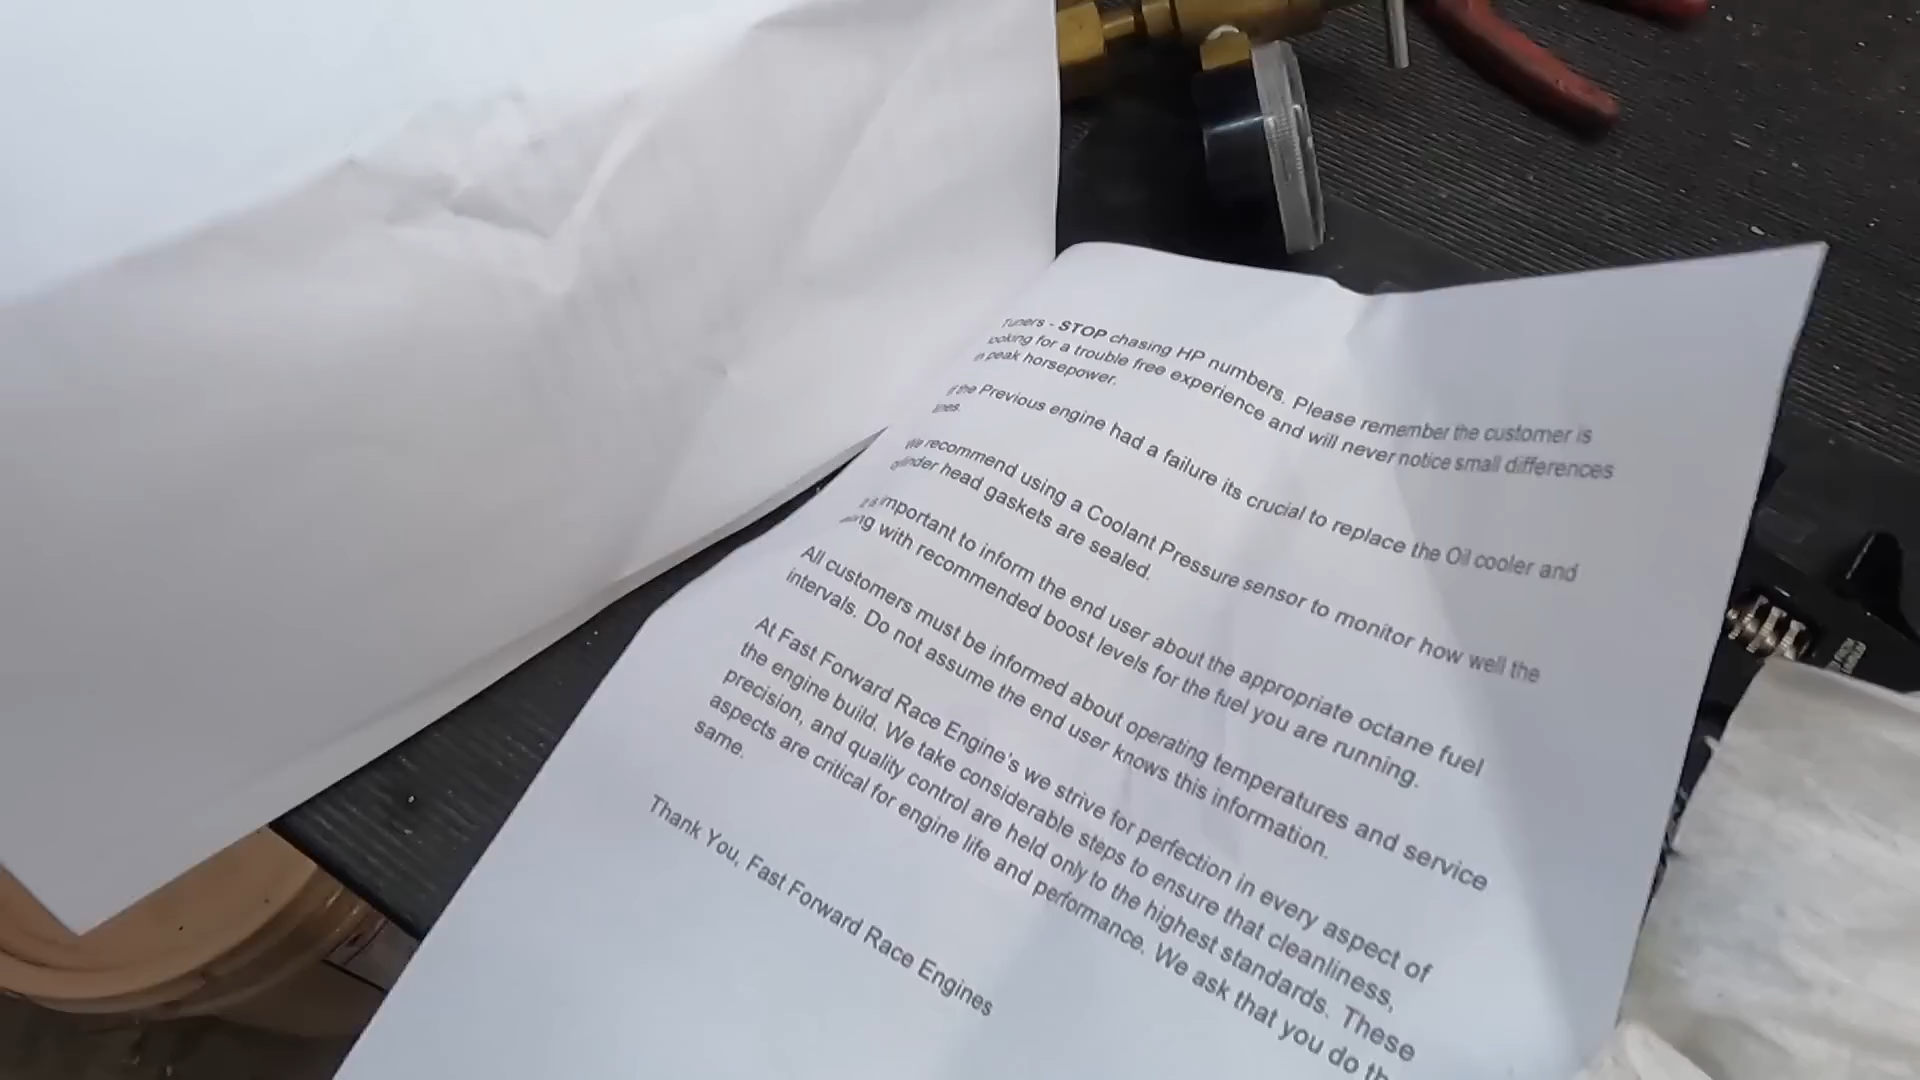 Tuners - STOP chasing HP numbers. Please remember the customer is
looking for a trouble free experience and will never notice small differences
in peak horsepower.
If the Previous engine had a failure its crucial to replace the Oil cooler and
lines.
We recommend using a Coolant Pressure sensor to monitor how well the
cylinder head gaskets are sealed.
It is important to inform the end user about the appropriate octane fuel
along with recommended boost levels for the fuel you are running.
All customers must be informed about operating temperatures and service
intervals. Do not assume the end user knows this information.
At Fast Forward Race Engine's we strive for perfection in every aspect of
the engine build. We take considerable steps to ensure that cleanliness,
precision, and quality control are held only to the highest standards. These
aspects are critical for engine life and performance. We ask that you do th
same.
Thank You, Fast Forward Race Engines